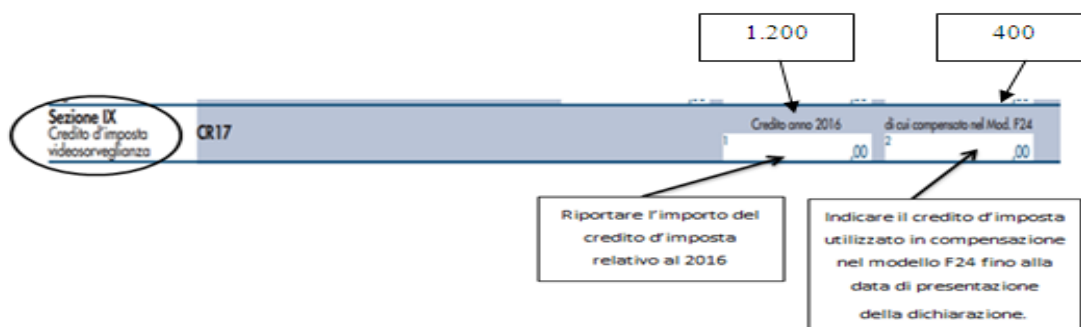 1.200
400
Sezione IX
Credito d'imposta
videosorveglianza
CR17
Credito anno 2016
di cui compensato nel Mod. F24
1
,00
2
,00
Riportare l'importo del
credito d'imposta
relativo al 2016
Indicare il credito d'imposta
utilizzato in compensazione
nel modello F24 fino alla
data di presentazione
della dichiarazione.